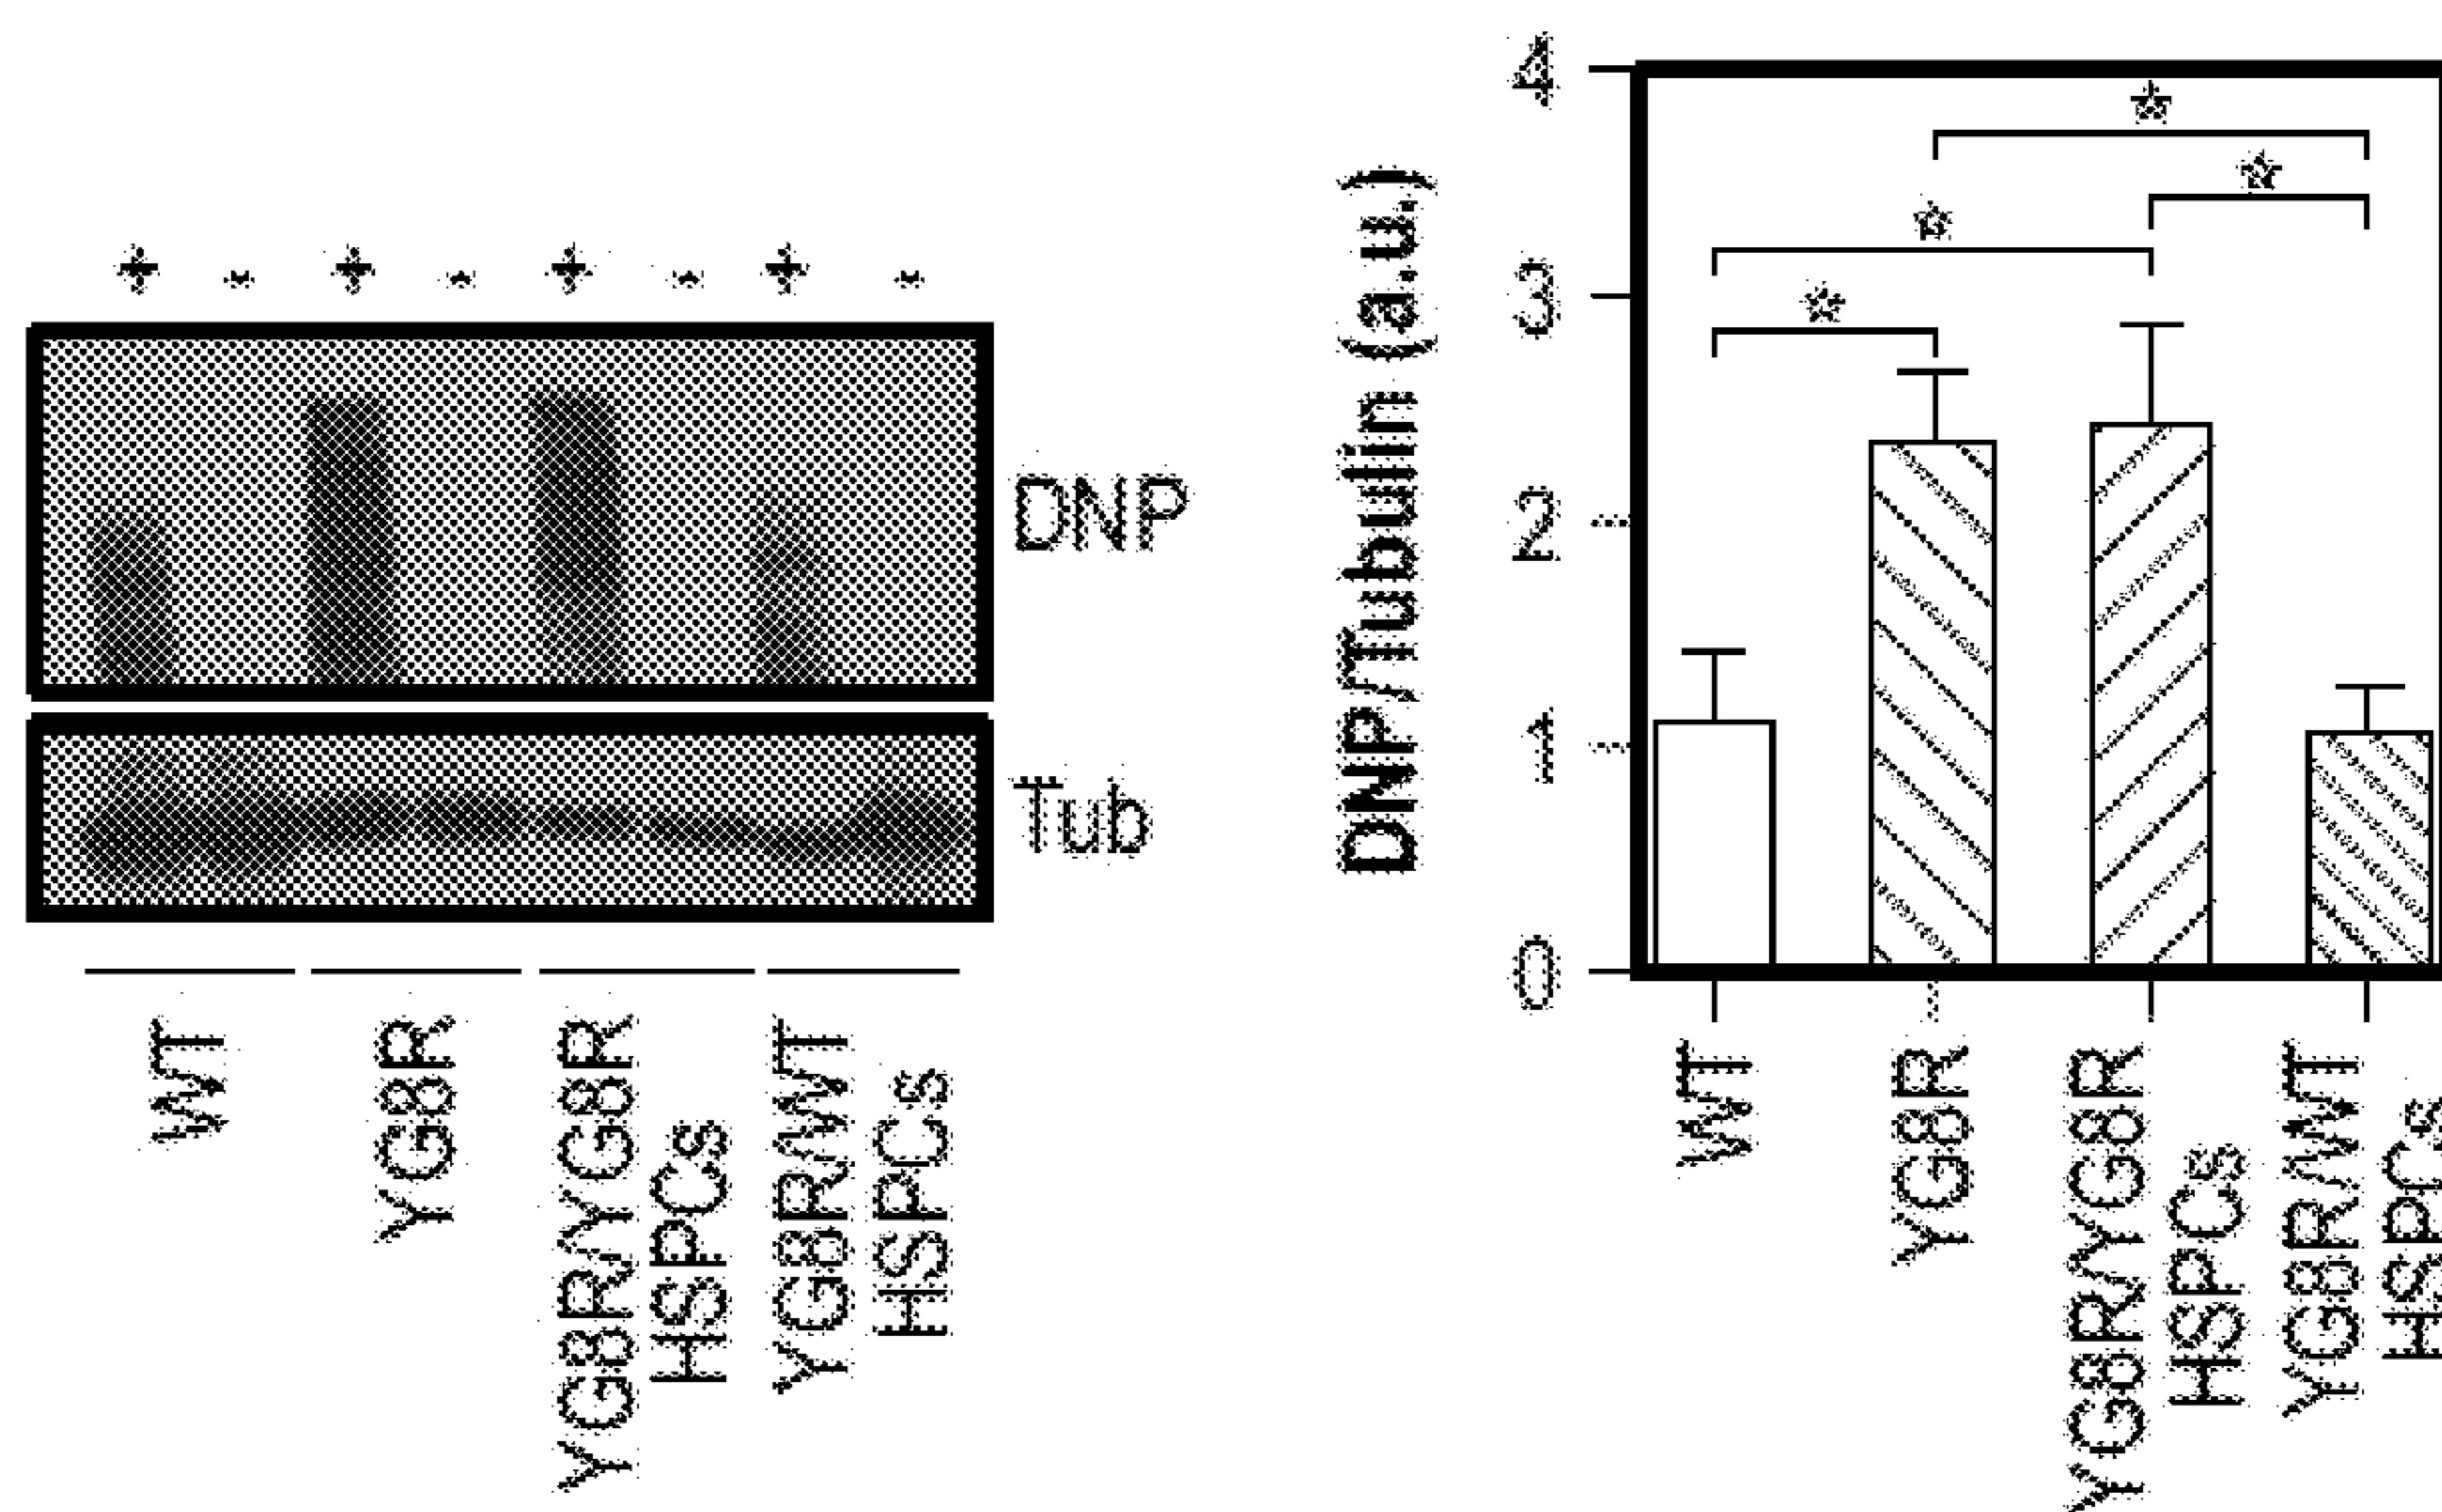 + - + - + - + -
DNP
Tub
WT
YG8R
YG8R/YG8R
HSPCs
YG8R/WT
HSPCs
DNP/Tubulin (a.u.)
4
3
2
1
0
*
*
*
*
WT
YG8R
YG8R/YG8R
HSPCs
YG8R/WT
HSPCs